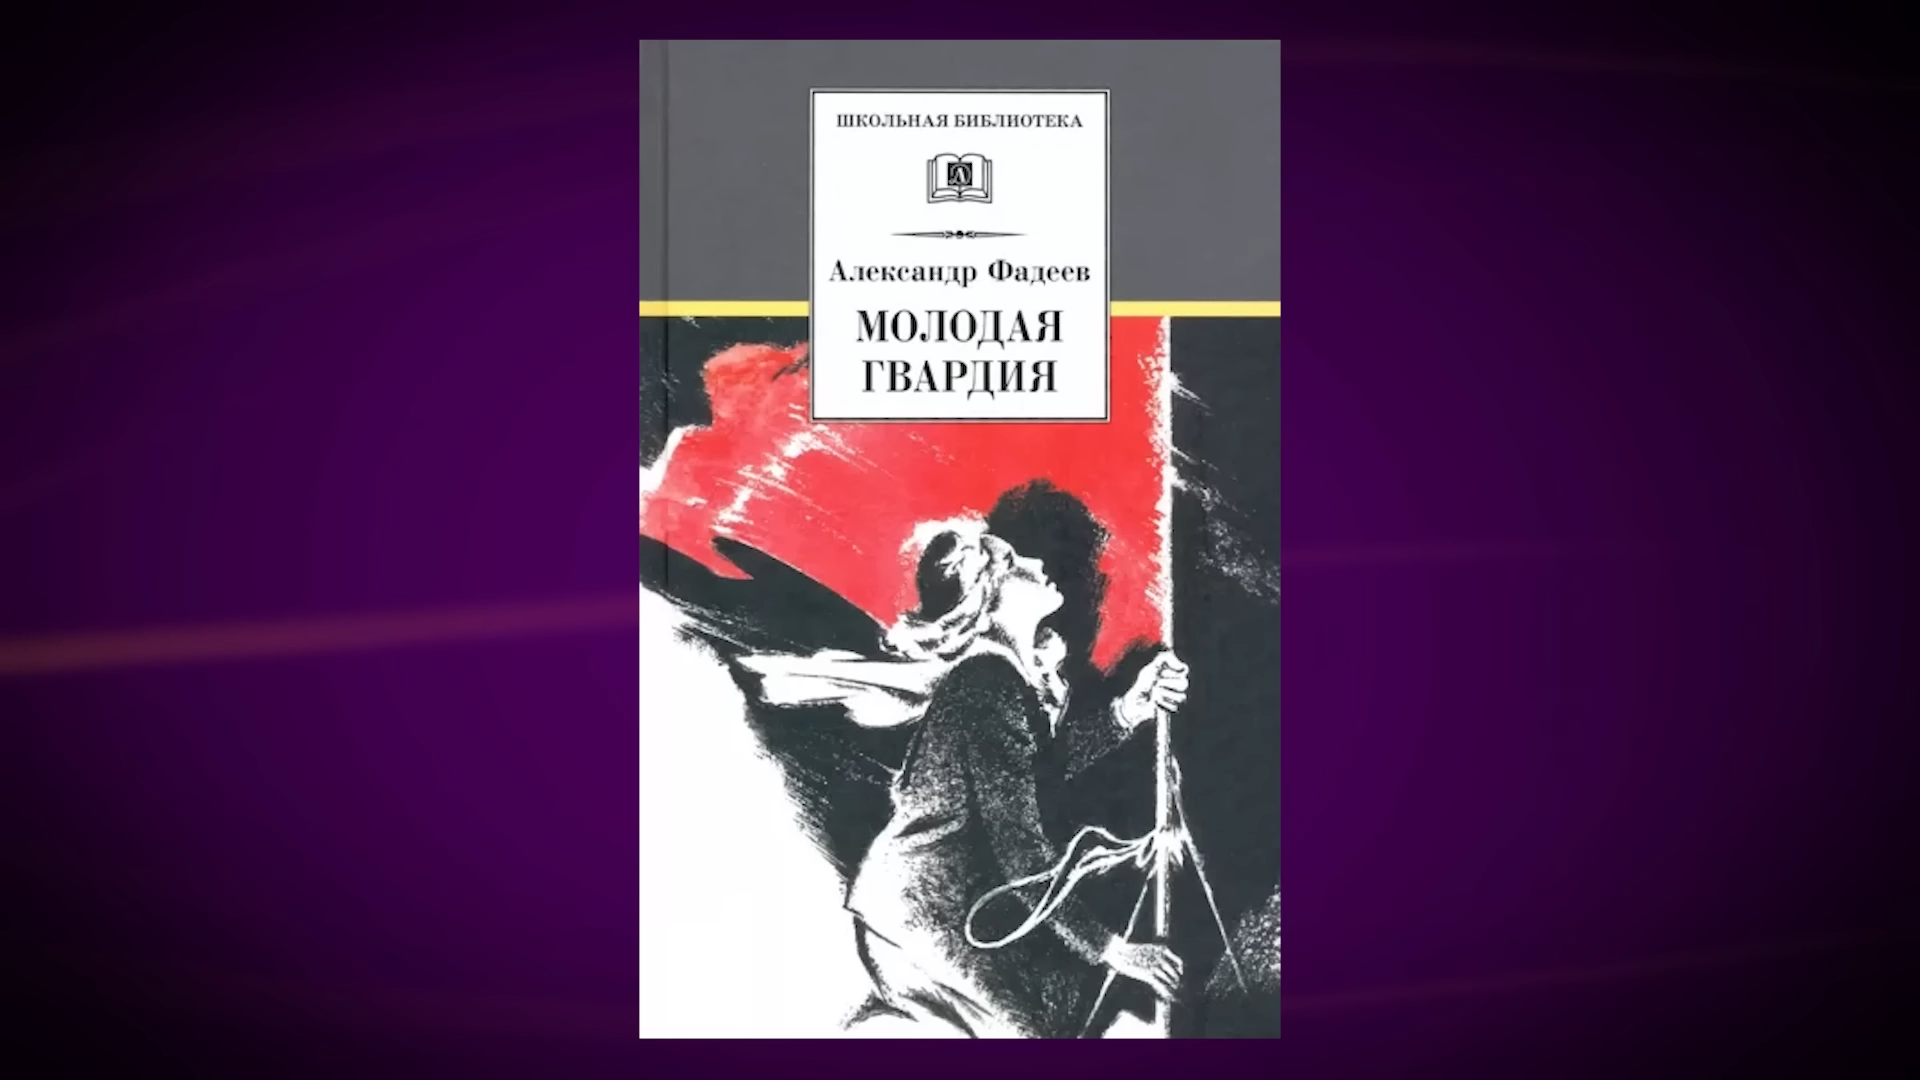 ШКОЛЬНАЯ БИБЛИОТЕКА
Александр Фадеев
МОЛОДАЯ
ГВАРДИЯ